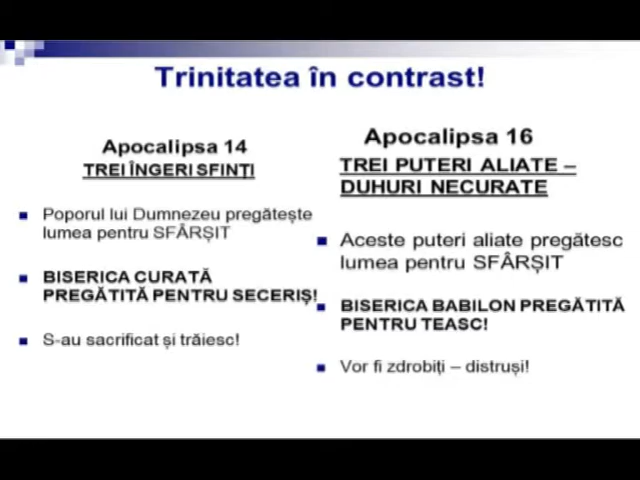 Trinitatea în contrast!
Apocalipsa 14
TREI ÎNGERI SFINȚI
Poporul lui Dumnezeu pregătește
lumea pentru SFÂRȘIT
BISERICA CURATĂ
PREGĂTITĂ PENTRU SECERIȘ!
S-au sacrificat și trăiesc!
Apocalipsa 16
TREI PUTERI ALIATE –
DUHURI NECURATE
Aceste puteri aliate pregătesc
lumea pentru SFÂRȘIT
BISERICA BABILON PREGĂTITĂ
PENTRU TEASC!
Vor fi zdrobiți – distruși!